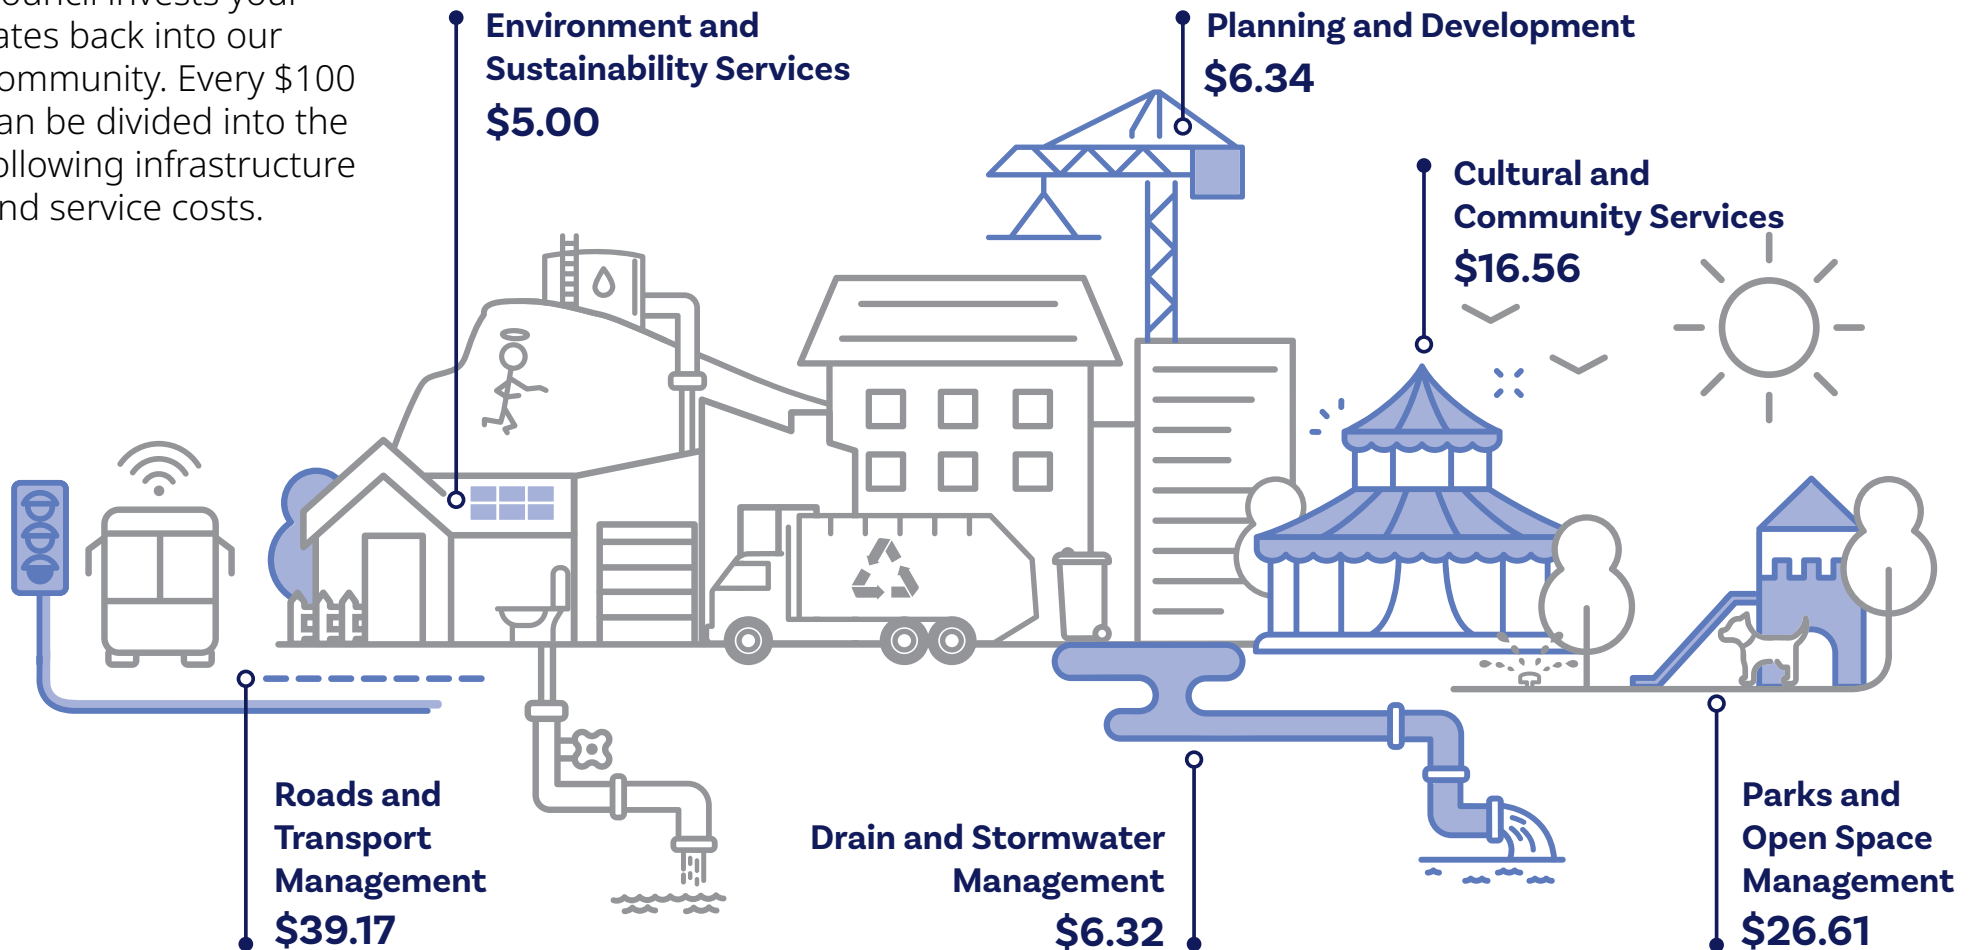 ates back into our
ommunity. Every $100
an be divided into the
ollowing infrastructure
nd service costs.
Environment and
Sustainability Services
$5.00
Planning and Development
$6.34
Cultural and
Community Services
$16.56
Roads and
Transport
Management
$39.17
Drain and Stormwater
Management
$6.32
Parks and
Open Space
Management
$26.61